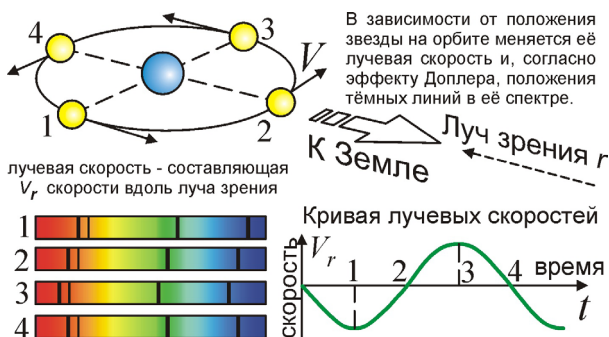 4
3
V
1
2
В зависимости от положения
звезды на орбите меняется её
лучевая скорость и, согласно
эффекту Доплера, положения
тёмных линий в её спектре.
К Земле
Луч зрения r
лучевая скорость - составляющая
Vr скорости вдоль луча зрения
1
2
3
4
Кривая лучевых скоростей
скорость
Vr
1
2
3
4
время
t